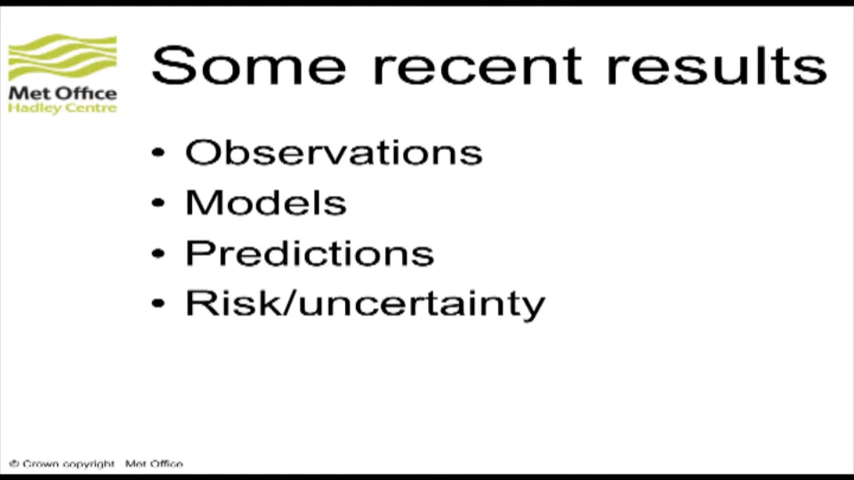 Some recent results
Met Office
Hadley Centre
• Observations
• Models
• Predictions
• Risk/uncertainty
© Crown copyright Met Office